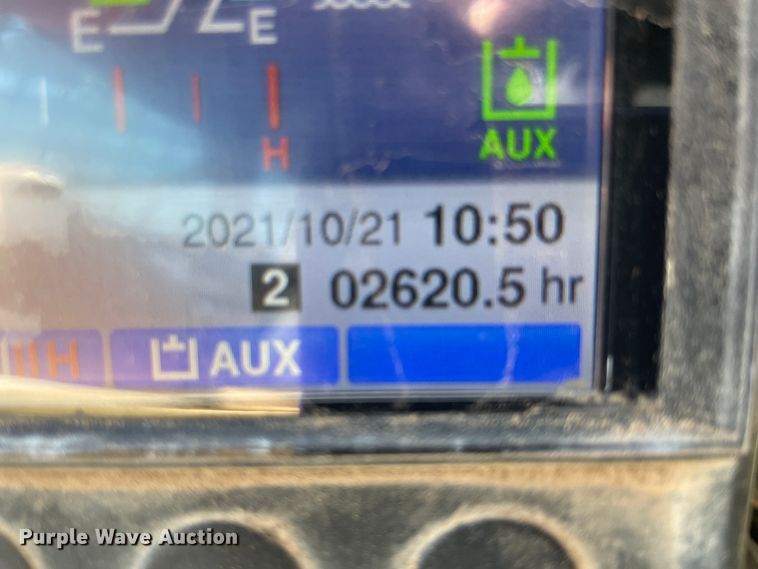 E E
H
AUX
2021/10/21 10:50
2 02620.5 hr
H AUX
Purple Wave Auction